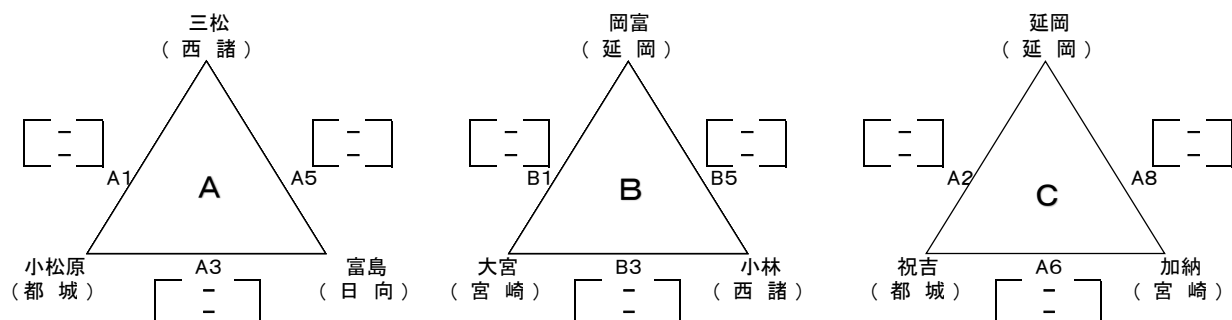 三松
(西諸)
-
-
A1
A
A5
-
-
小松原
(都城)
A3
富島
(日向)
-
-
岡富
(延岡)
-
-
B1
B
B5
-
-
大宮
(宮崎)
B3
小林
(西諸)
-
-
延岡
(延岡)
-
-
A2
C
A8
-
-
祝吉
(都城)
A6
加納
(宮崎)
-
-